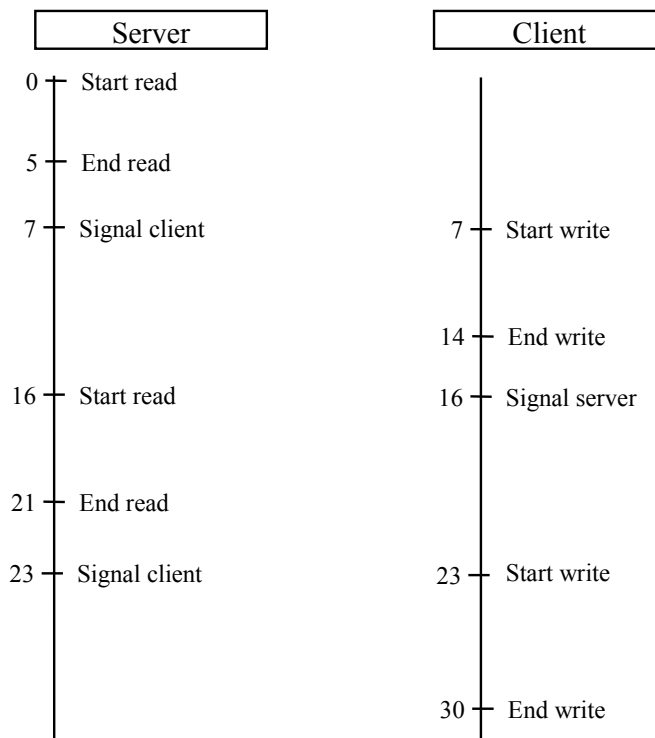 Server
Client
0 Start read
5 End read
7 Signal client
7 Start write
14 End write
16 Start read
16 Signal server
21 End read
23 Signal client
23 Start write
30 End write